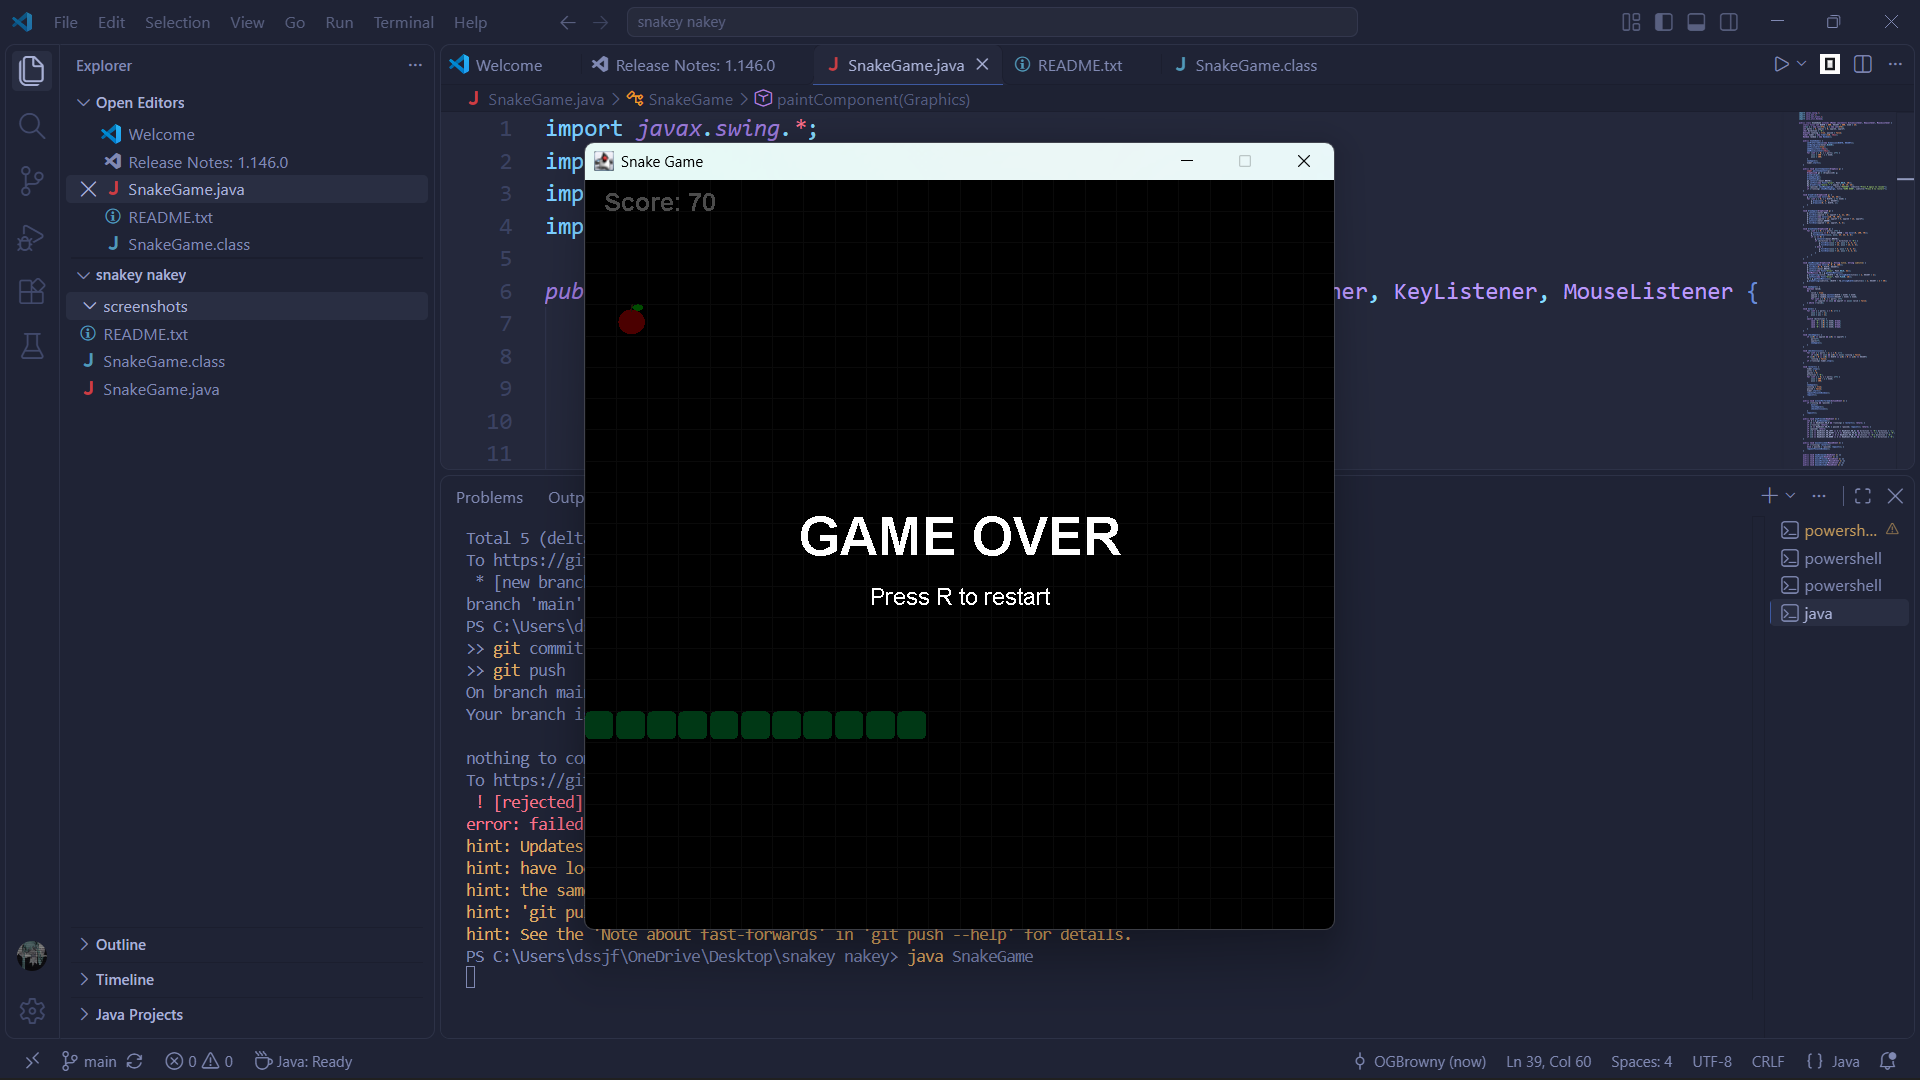 File Edit Selection View Go Run Terminal Help
snakey nakey
Explorer
Open Editors
Welcome
Release Notes: 1.146.0
SnakeGame.java
README.txt
SnakeGame.class
snakey nakey
screenshots
README.txt
SnakeGame.class
SnakeGame.java
Outline
Timeline
Java Projects
Welcome Release Notes: 1.146.0 SnakeGame.java README.txt SnakeGame.class
SnakeGame.java > SnakeGame > paintComponent(Graphics)
1 import javax.swing.*;
2 imp
3 imp
4 imp
5
6 pub ner, KeyListener, MouseListener {
7
8
9
10
11
Snake Game
Score: 70
GAME OVER
Press R to restart
Problems Outp
Total 5 (delt
To https://gi
* [new branc
branch 'main'
PS C:\Users\d
>> git commit
>> git push
On branch mai
Your branch i
nothing to co
To https://gi
! [rejected]
error: failed
hint: Updates
hint: have lo
hint: the sam
hint: 'git pu
hint: See the 'Note about fast-forwards' in 'git push --help' for details.
PS C:\Users\dssjf\OneDrive\Desktop\snakey nakey> java SnakeGame
powersh...
powershell
powershell
java
main 0 0 Java: Ready
OGBrowny (now) Ln 39, Col 60 Spaces: 4 UTF-8 CRLF { } Java